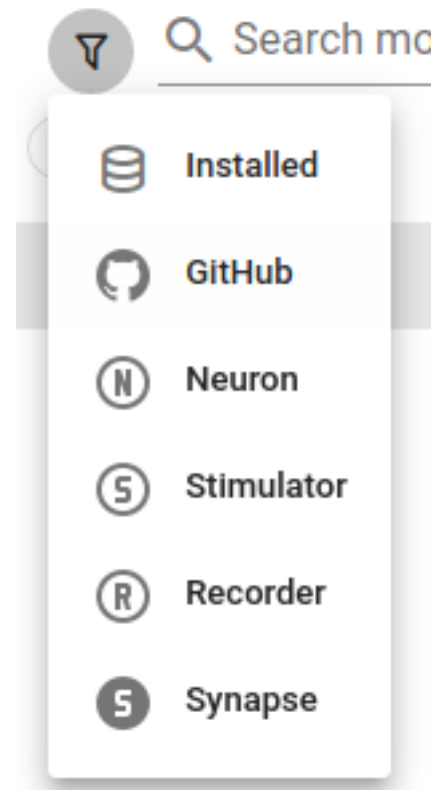 Search mo
Installed
GitHub
N Neuron
S Stimulator
R Recorder
S Synapse